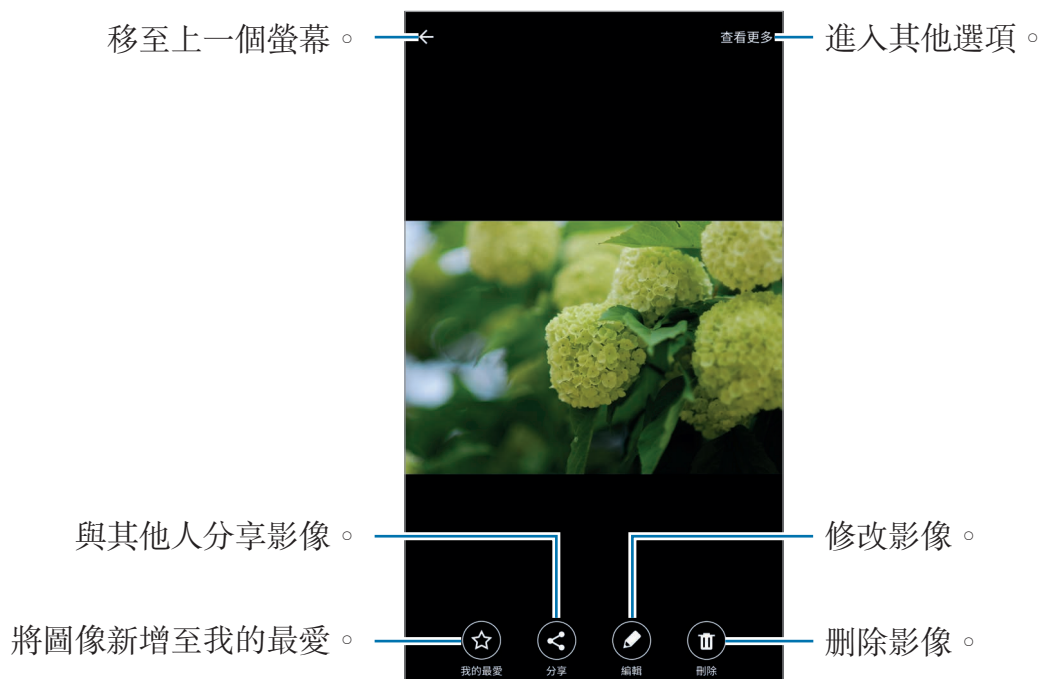 移至上一個螢幕。
查看更多
進入其他選項。
與其他人分享影像。
修改影像。
將圖像新增至我的最愛。
我的最愛
分享
編輯
刪除
刪除影像。